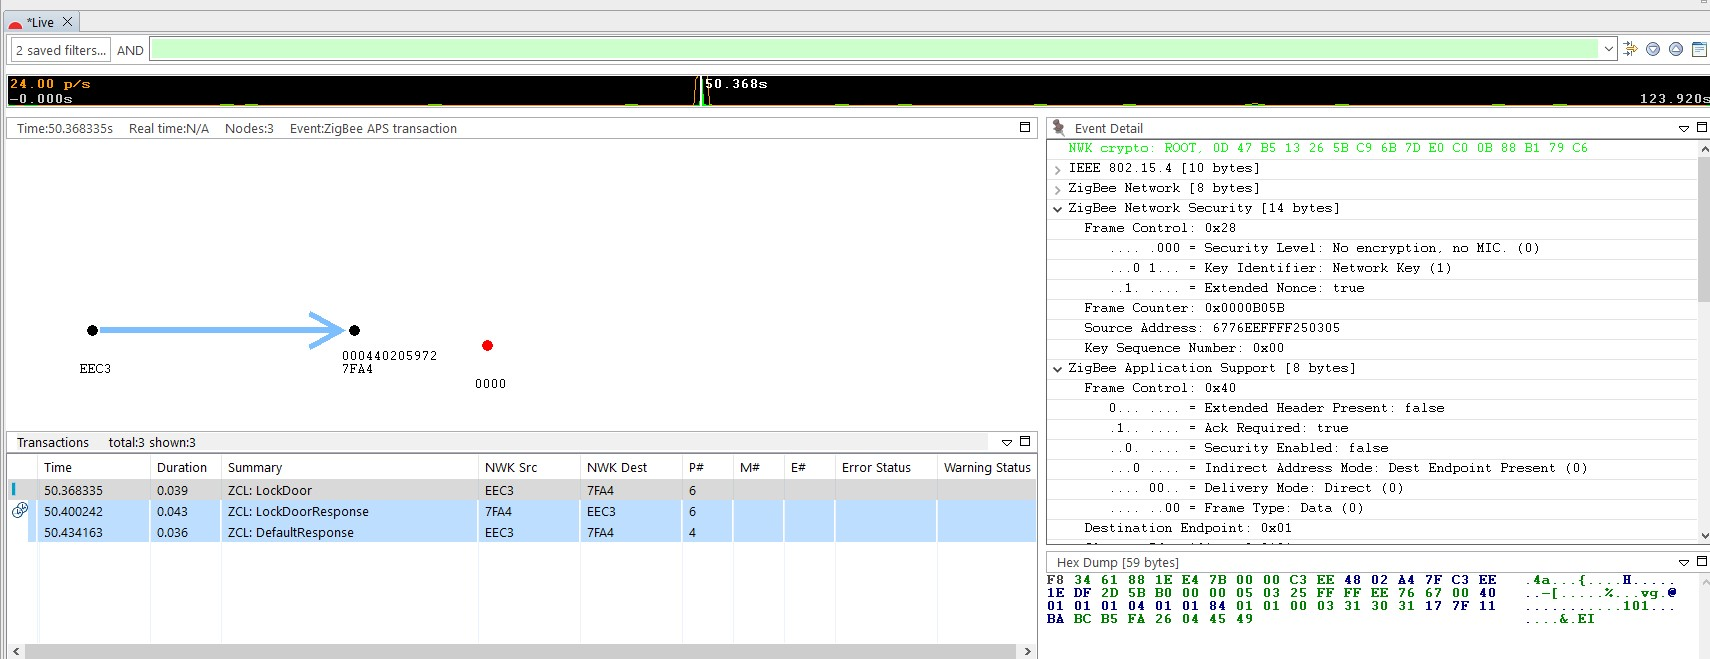 *Live
2 saved filters... AND
24.00 p/s
50.368s
-0.000s
123.920s
Time:50.368335s Real time:N/A Nodes:3 Event:ZigBee APS transaction
EEC3
000440205972
7FA4
0000
Transactions total:3 shown:3
Time Duration Summary NWK Src NWK Dest P# M# E# Error Status Warning Status
50.368335 0.039 ZCL: LockDoor EEC3 7FA4 6
50.400242 0.043 ZCL: LockDoorResponse 7FA4 EEC3 6
50.434163 0.036 ZCL: DefaultResponse EEC3 7FA4 4
Event Detail
NWK crypto: ROOT, 0D 47 B5 13 26 5B C9 6B 7D E0 C0 0B 88 B1 79 C6
IEEE 802.15.4 [10 bytes]
ZigBee Network [8 bytes]
ZigBee Network Security [14 bytes]
Frame Control: 0x28
.... .000 = Security Level: No encryption, no MIC. (0)
...0 1... = Key Identifier: Network Key (1)
..1. .... = Extended Nonce: true
Frame Counter: 0x0000B05B
Source Address: 6776EEFFFF250305
Key Sequence Number: 0x00
ZigBee Application Support [8 bytes]
Frame Control: 0x40
0... .... = Extended Header Present: false
.1.. .... = Ack Required: true
..0. .... = Security Enabled: false
...0 .... = Indirect Address Mode: Dest Endpoint Present (0)
.... 00.. = Delivery Mode: Direct (0)
.... ..00 = Frame Type: Data (0)
Destination Endpoint: 0x01
Hex Dump [59 bytes]
F8 34 61 88 1E E4 7B 00 00 C3 EE 48 02 A4 7F C3 EE .4a...{....H.....
1E DF 2D 5B B0 00 00 05 03 25 FF FF EE 76 67 00 40 ..-[.....%...vg.@
01 01 01 04 01 01 84 01 01 00 03 31 30 31 17 7F 11 ...........101...
BA BC B5 FA 26 04 45 49 ....&.EI